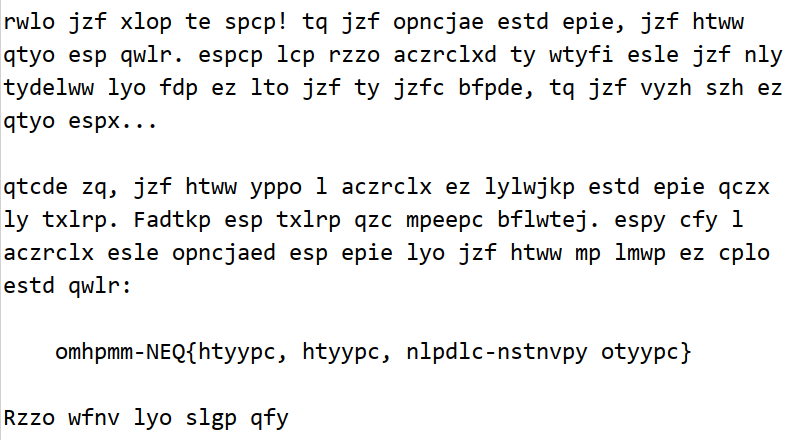 rwlo jzf xlop te spcp! tq jzf opncjae estd epie, jzf htww
qtyo esp qwlr. espcp lcp rzzo aczrclxd ty wtyfi esle jzf nly
tydelww lyo fdp ez lto jzf ty jzfc bfpde, tq jzf vyzh szh ez
qtyo espx...
qtcde zq, jzf htww yppo l aczrclx ez lylwjkp estd epie qczx
ly txlrp. Fadtkp esp txlrp qzc mpeepc bflwtej. espy cfy l
aczrclx esle opncjaed esp epie lyo jzf htww mp lmwp ez cplo
estd qwlr:
omhpmm-NEQ{htyypc, htyypc, nlpdlc-nstnvpy otyypc}
Rzzo wfnv lyo slgp qfy